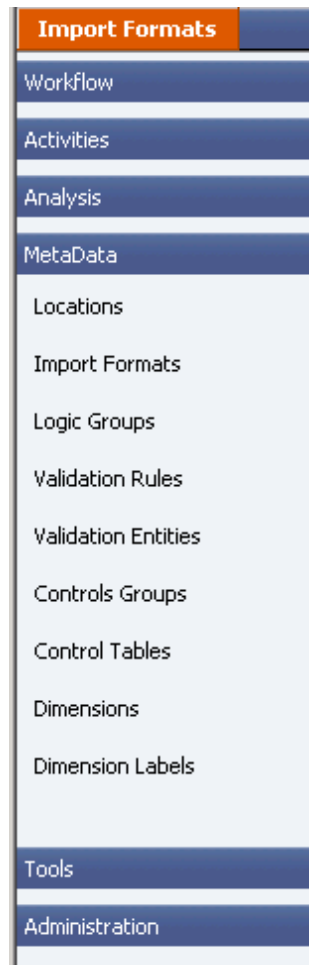 Import Formats
Workflow
Activities
Analysis
MetaData
Locations
Import Formats
Logic Groups
Validation Rules
Validation Entities
Controls Groups
Control Tables
Dimensions
Dimension Labels
Tools
Administration